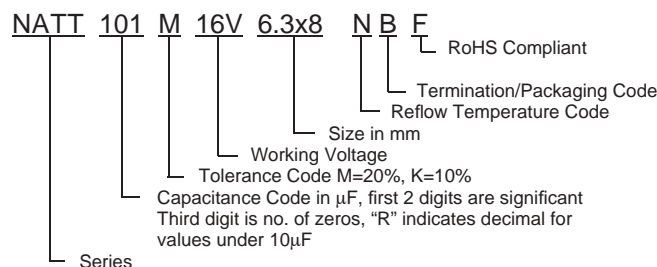 NATT 101 M 16V 6.3x8 N B F
RoHS Compliant
Termination/Packaging Code
Reflow Temperature Code
Size in mm
Working Voltage
Tolerance Code M=20%, K=10%
Capacitance Code in μF, first 2 digits are significant
Third digit is no. of zeros, “R” indicates decimal for
values under 10μF
Series